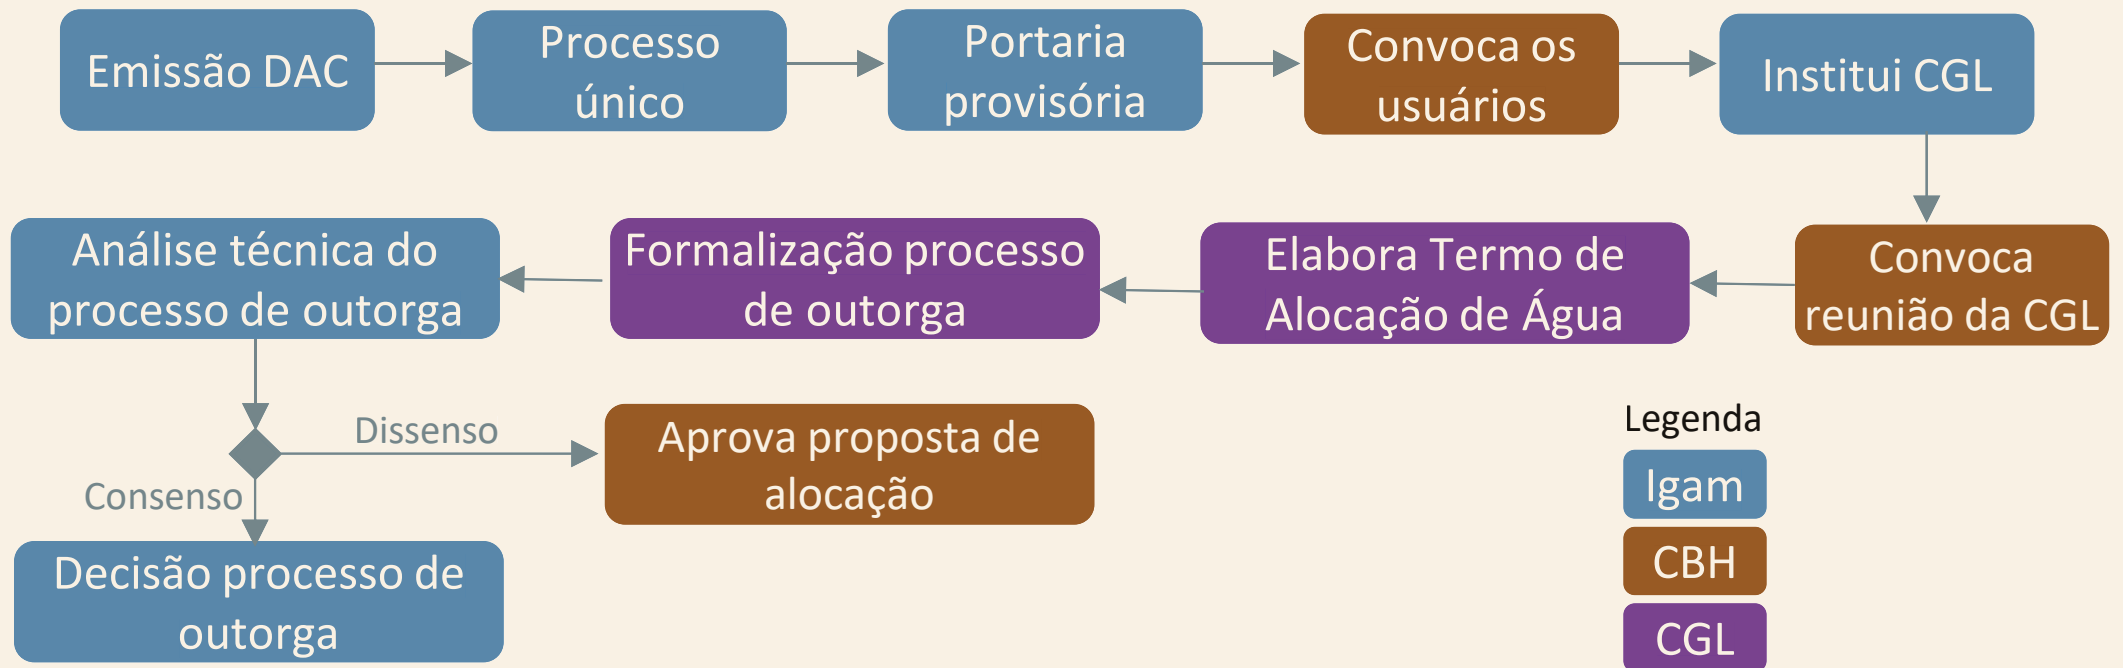 Emissão DAC
Processo
único
Portaria
provisória
Convoca os
usuários
Institui CGL
Análise técnica do
processo de outorga
Formalização processo
de outorga
Elabora Termo de
Alocação de Água
Convoca
reunião da CGL
Dissenso
Aprova proposta de
alocação
Consenso
Decisão processo de
outorga
Legenda
Igam
CBH
CGL